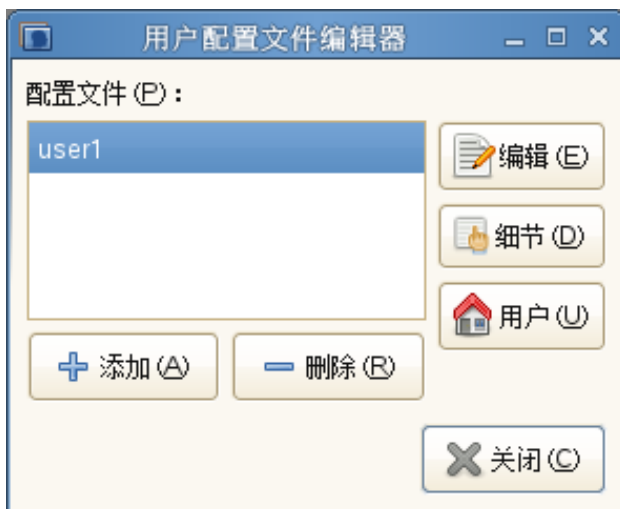 用户配置文件编辑器
配置文件(P)：
user1
编辑(E)
细节(D)
用户(U)
添加(A)
删除(R)
关闭(C)